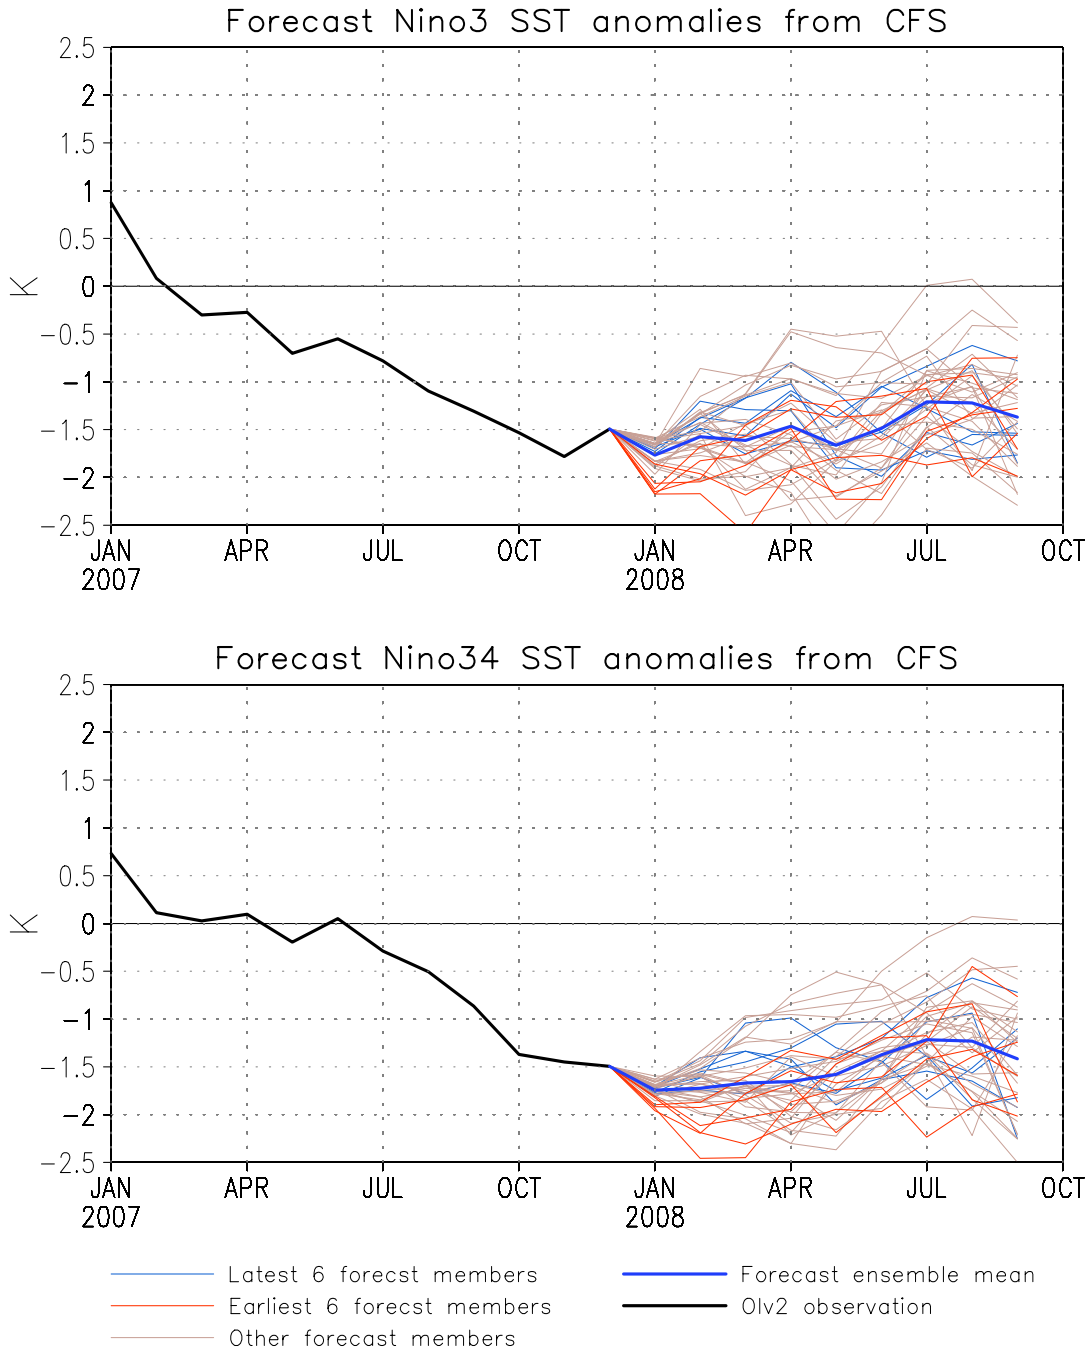 Forecast Nino3 SST anomalies from CFS
2.5
2
1.5
1
0.5
0
-0.5
-1
-1.5
-2
-2.5
K
JAN APR JUL OCT JAN APR JUL OCT
2007 2008
Forecast Nino34 SST anomalies from CFS
2.5
2
1.5
1
0.5
0
-0.5
-1
-1.5
-2
-2.5
K
JAN APR JUL OCT JAN APR JUL OCT
2007 2008
Latest 6 forecst members Forecast ensemble mean
Earliest 6 forecst members OIv2 observation
Other forecast members